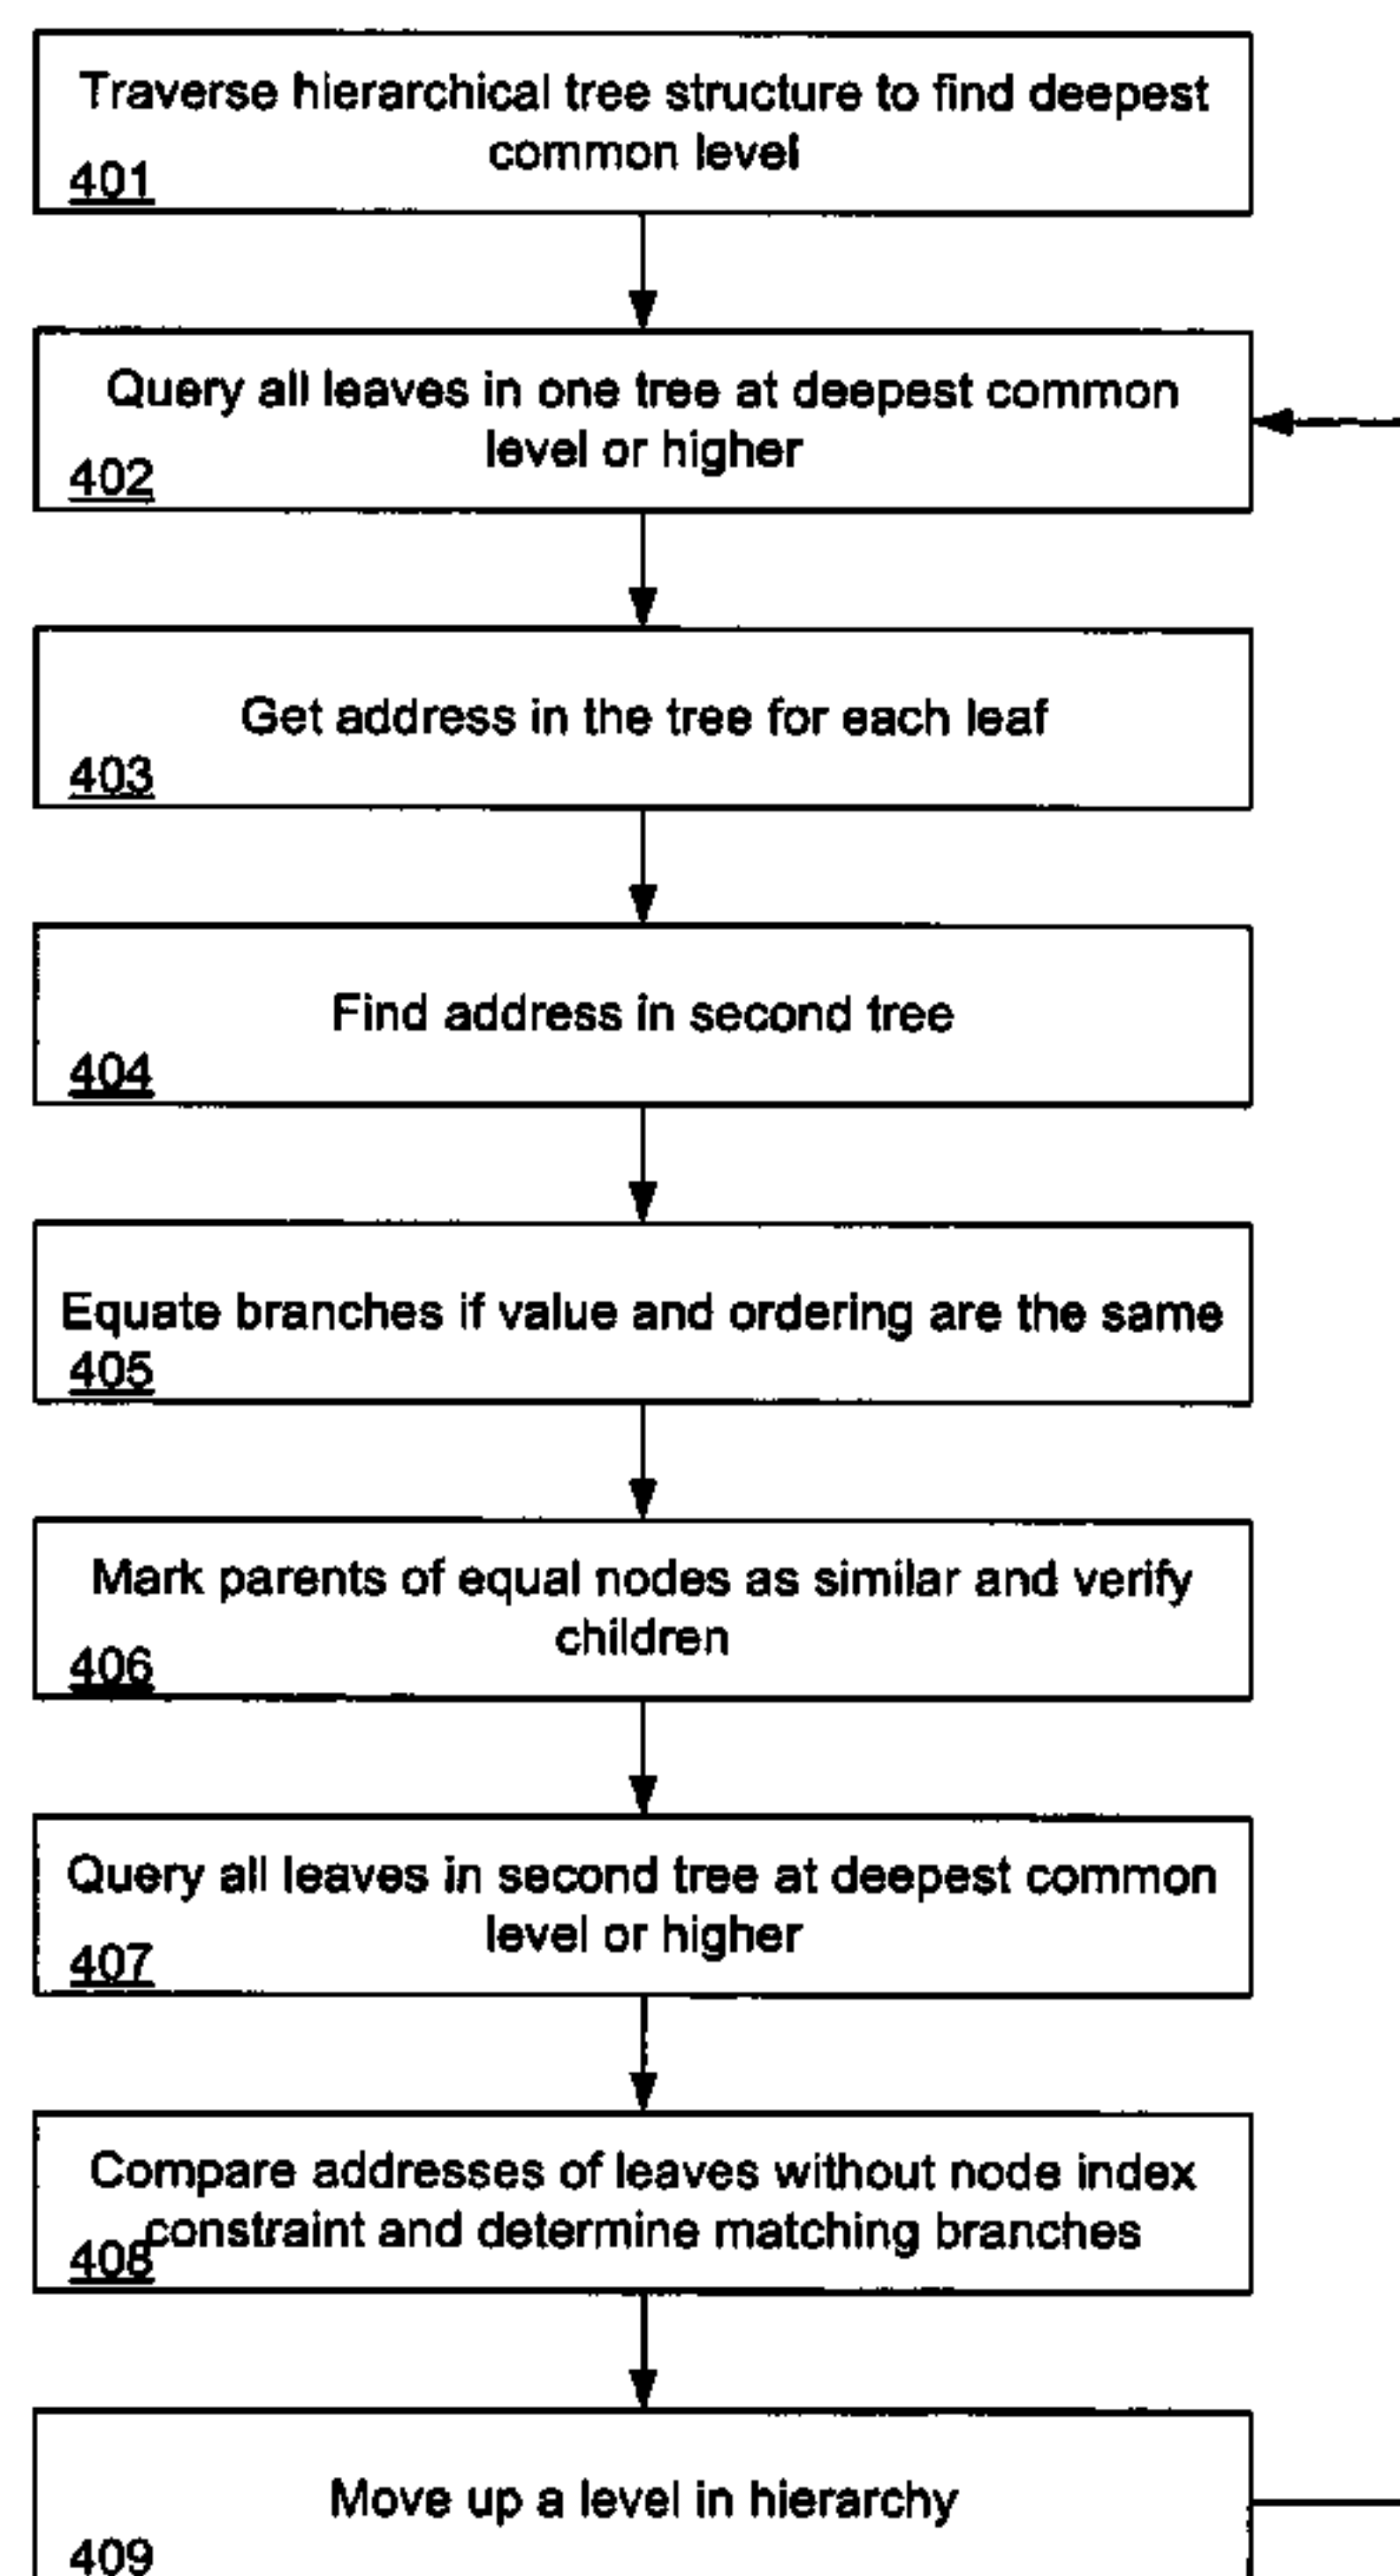 Traverse hierarchical tree structure to find deepest
common level
401
Query all leaves in one tree at deepest common
level or higher
402
Get address in the tree for each leaf
403
Find address in second tree
404
Equate branches if value and ordering are the same
405
Mark parents of equal nodes as similar and verify
children
406
Query all leaves in second tree at deepest common
level or higher
407
Compare addresses of leaves without node index
constraint and determine matching branches
408
Move up a level in hierarchy
409